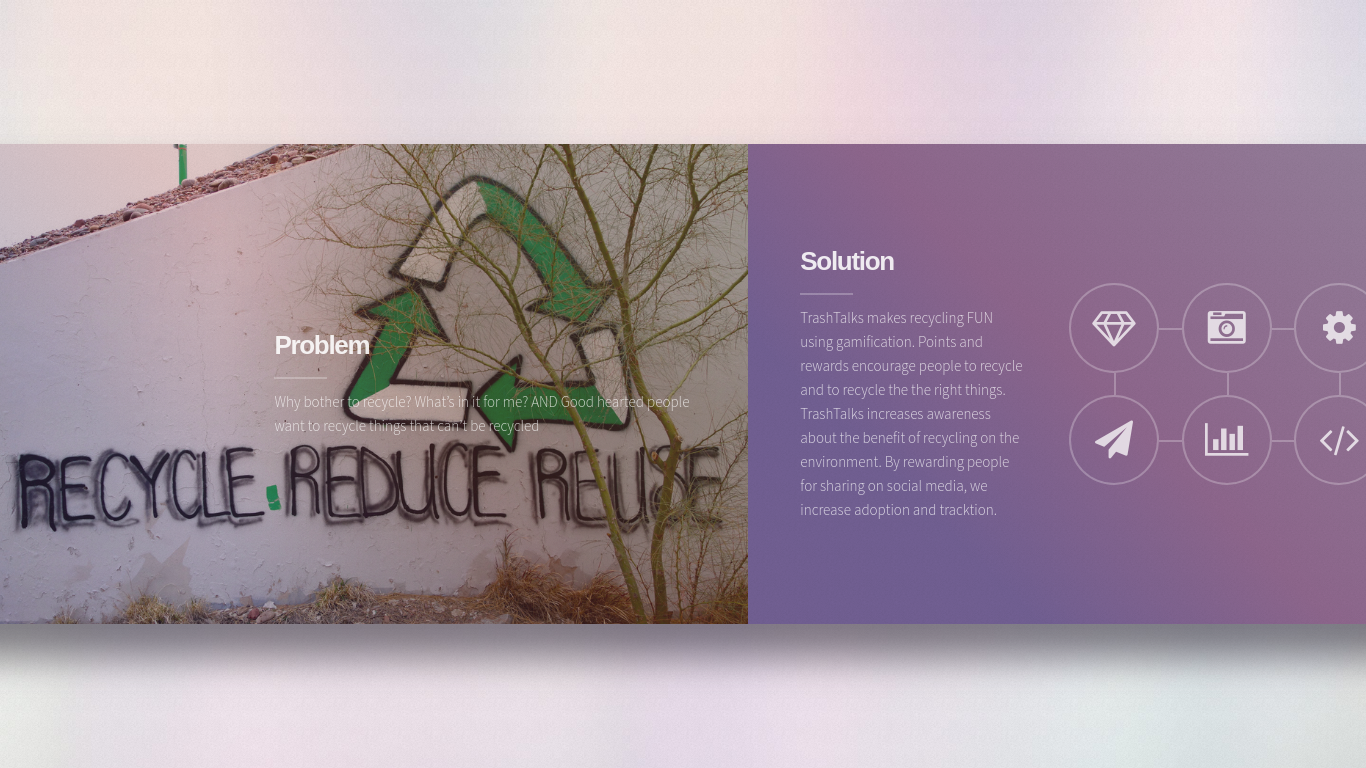 Problem
Why bother to recycle? What's in it for me? AND Good hearted people
want to recycle things that can't be recycled
RECYCLE. REDUCE REUSE
Solution
TrashTalks makes recycling FUN
using gamification. Points and
rewards encourage people to recycle
and to recycle the the right things.
TrashTalks increases awareness
about the benefit of recycling on the
environment. By rewarding people
for sharing on social media, we
increase adoption and tracktion.